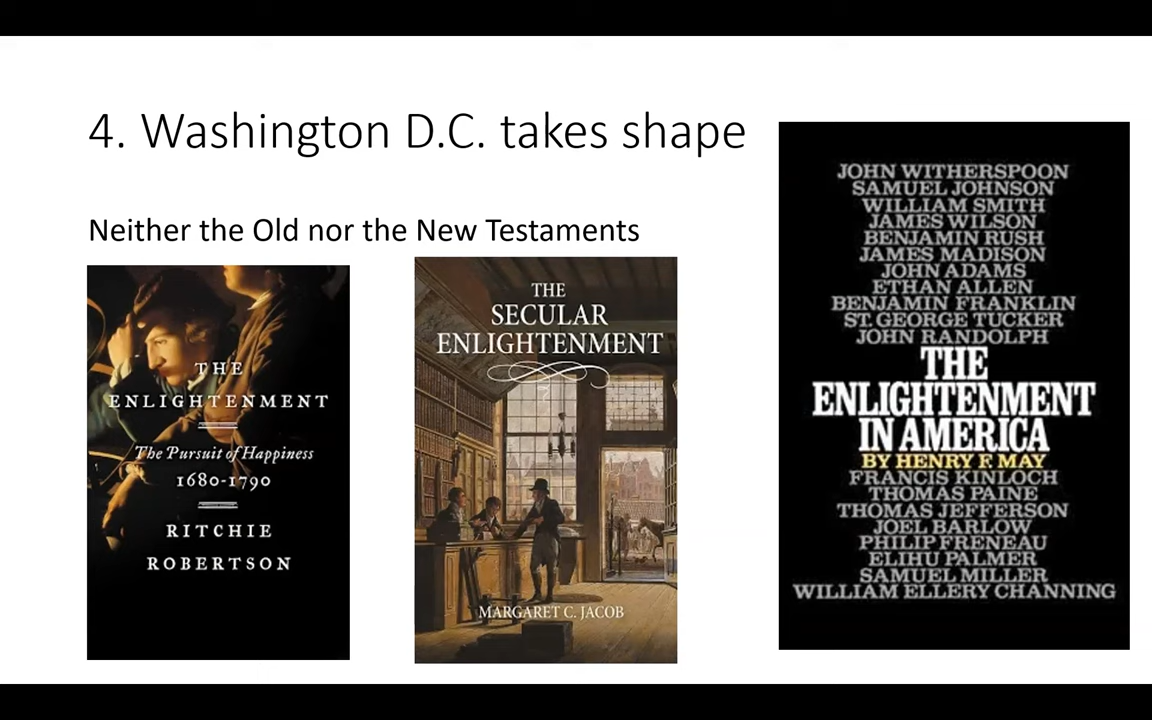 4. Washington D.C. takes shape
Neither the Old nor the New Testaments
THE
ENLIGHTENMENT
The Pursuit of Happiness
1680-1790
RITCHIE
ROBERTSON
THE
SECULAR
ENLIGHTENMENT
MARGARET C. JACOB
JOHN WITHERSPOON
SAMUEL JOHNSON
WILLIAM SMITH
JAMES WILSON
BENJAMIN RUSH
JAMES MADISON
JOHN ADAMS
ETHAN ALLEN
BENJAMIN FRANKLIN
ST. GEORGE TUCKER
JOHN RANDOLPH
THE
ENLIGHTENMENT
IN AMERICA
BY HENRY F. MAY
FRANCIS KINLOCH
THOMAS PAINE
THOMAS JEFFERSON
JOEL BARLOW
PHILIP FRENEAU
ELIHU PALMER
SAMUEL MILLER
WILLIAM ELLERY CHANNING